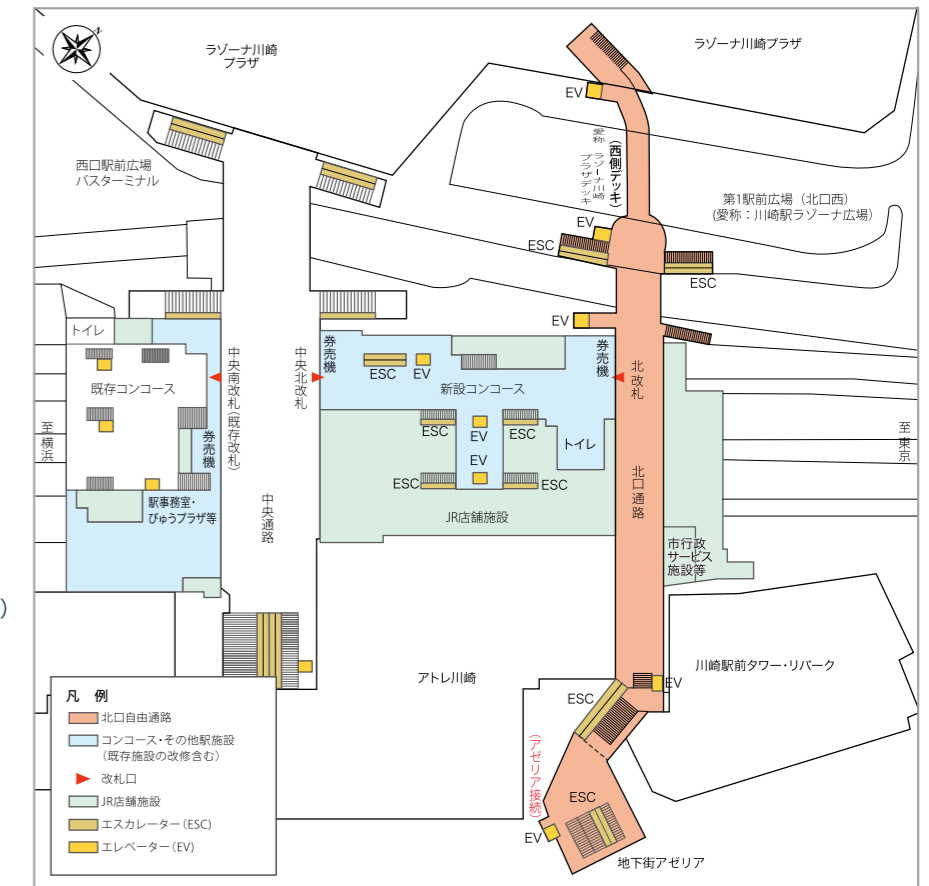 N
ラゾーナ川崎
プラザ
ラゾーナ川崎プラザ
EV
西口駅前広場
バスターミナル
(西側デッキ)
愛称 ラゾーナ川崎
プラザデッキ
第1駅前広場（北口西）
(愛称：川崎駅ラゾーナ広場)
EV
ESC
ESC
EV
トイレ
既存コンコース
中央南改札(既存改札)
中央北改札
券売機
ESC
EV
新設コンコース
券売機
北改札
至横浜
至東京
券売機
ESC
EV
ESC
トイレ
EV
ESC
ESC
駅事務室・
びゅうプラザ等
中央通路
北口通路
JR店舗施設
市行政
サービス
施設等
)
アトレ川崎
川崎駅前タワー・リバーク
ESC
EV
(アゼリア接続)
ESC
EV
地下街アゼリア
凡 例
北口自由通路
コンコース・その他駅施設
（既存施設の改修含む）
改札口
JR店舗施設
エスカレーター(ESC)
エレベーター(EV)